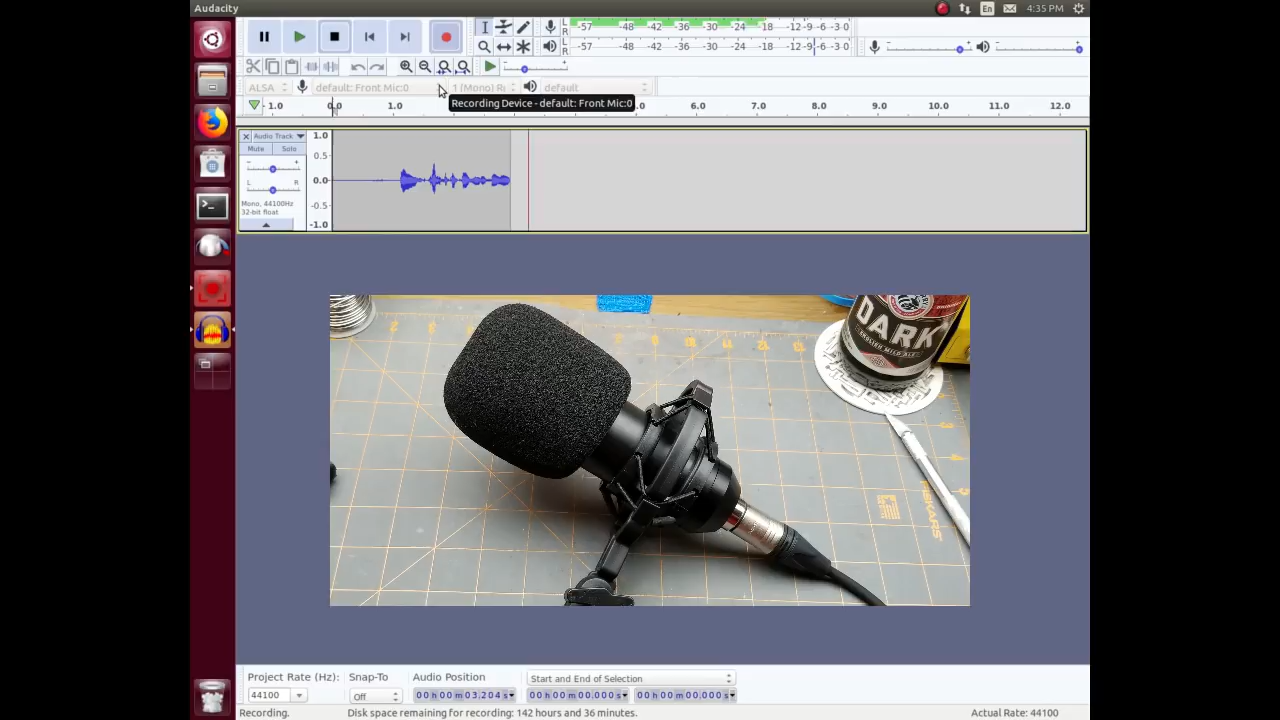 Audacity
En
4:35 PM
L
R
-57 -48 -42 -36 -30 -24 -18 -12 -9 -6 -3 0
L
R
-57 -48 -42 -36 -30 -24 -18 -12 -9 -6 -3 0
ALSA
default: Front Mic:0
1 (Mono) R
default
Recording Device - default: Front Mic:0
- 1.0 0.0 1.0 6.0 7.0 8.0 9.0 10.0 11.0 12.0
Audio Track
Mute Solo
- +
L R
Mono, 44100Hz
32-bit float
1.0
0.5
0.0
-0.5
-1.0
DARK
ENGLISH MILD ALE
FISKARS
Project Rate (Hz):
44100
Snap-To
Off
Audio Position
00 h 00 m 03.204 s
Start and End of Selection
00 h 00 m 00.000 s
00 h 00 m 00.000 s
Recording.
Disk space remaining for recording: 142 hours and 36 minutes.
Actual Rate: 44100